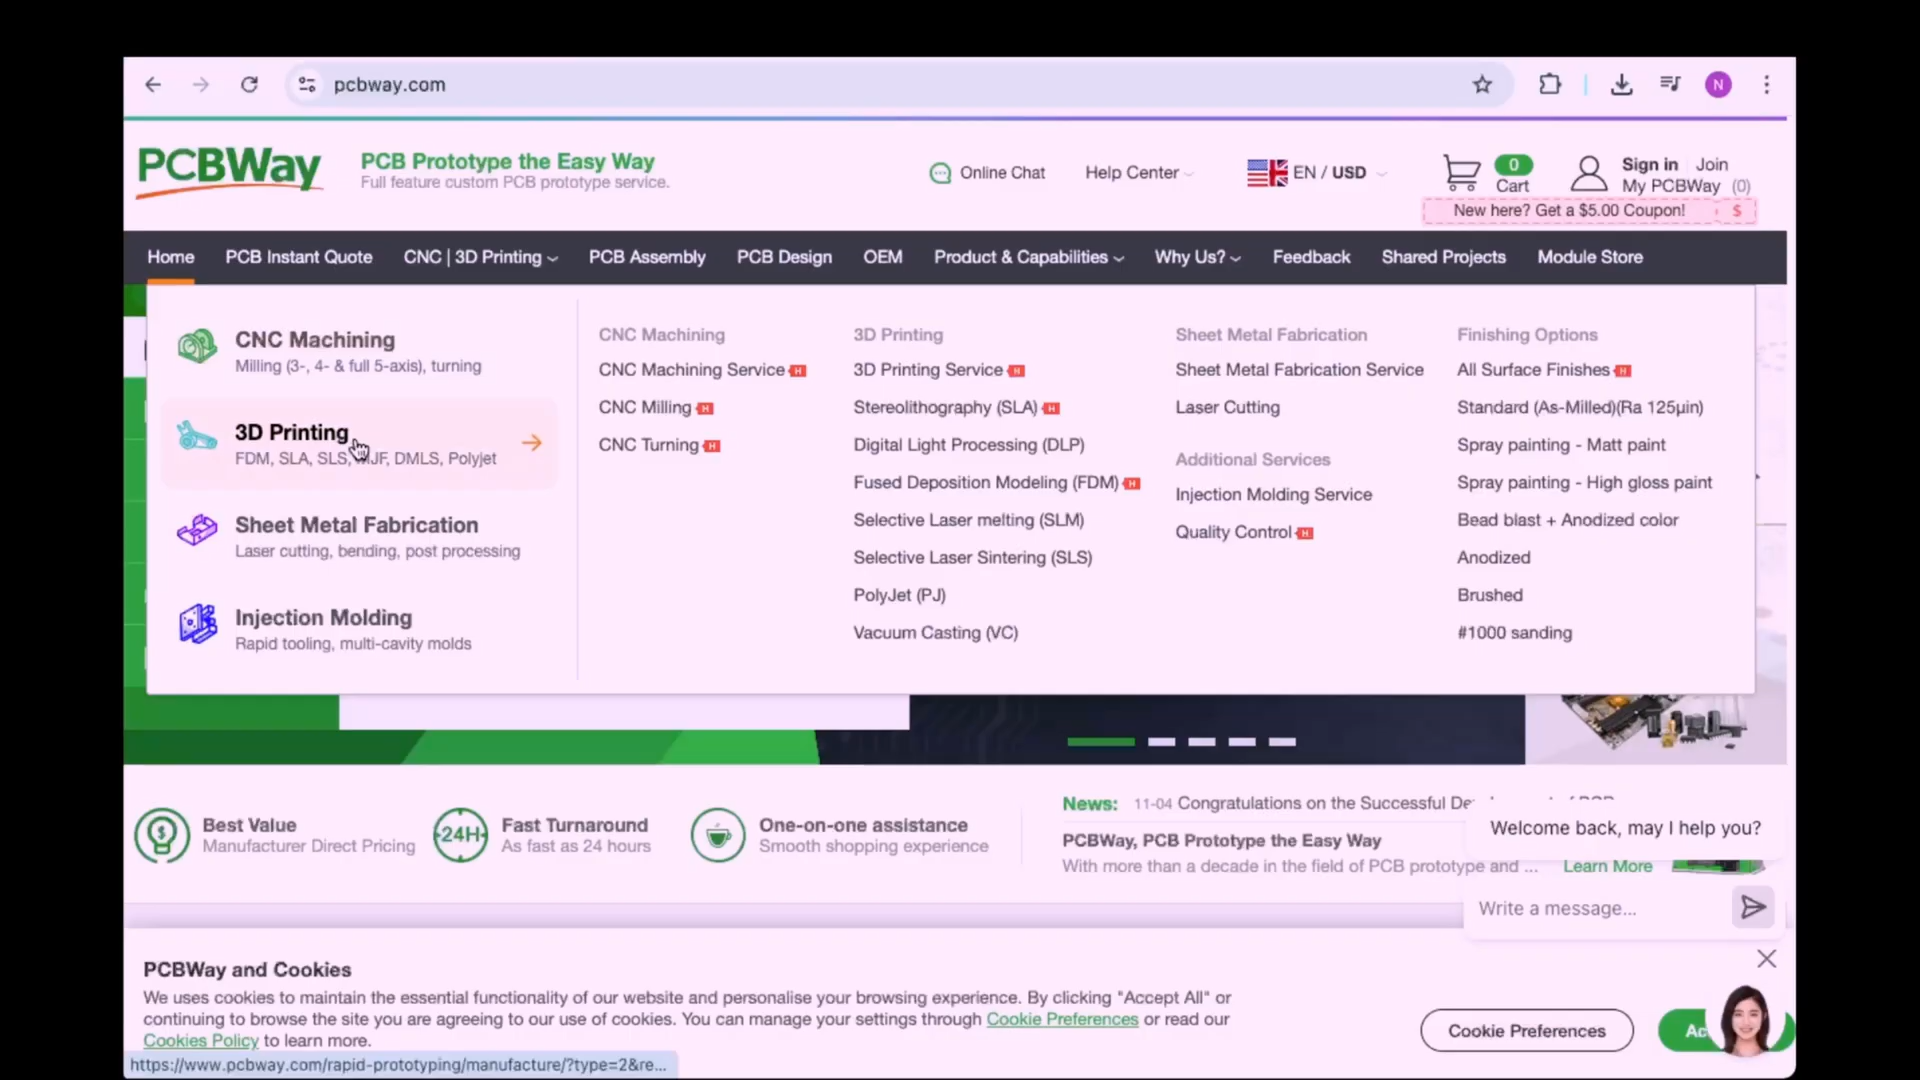 pcbway.com
N
PCBWay
PCB Prototype the Easy Way
Full feature custom PCB prototype service.
Online Chat
Help Center
EN / USD
0
Cart
Sign in
Join
My PCBWay (0)
New here? Get a $5.00 Coupon!
$
Home
PCB Instant Quote
CNC | 3D Printing
PCB Assembly
PCB Design
OEM
Product & Capabilities
Why Us?
Feedback
Shared Projects
Module Store
CNC Machining
Milling (3-, 4- & full 5-axis), turning
3D Printing
FDM, SLA, SLS, MJF, DMLS, Polyjet
Sheet Metal Fabrication
Laser cutting, bending, post processing
Injection Molding
Rapid tooling, multi-cavity molds
CNC Machining
CNC Machining Service H
CNC Milling H
CNC Turning H
3D Printing
3D Printing Service H
Stereolithography (SLA) H
Digital Light Processing (DLP)
Fused Deposition Modeling (FDM) H
Selective Laser melting (SLM)
Selective Laser Sintering (SLS)
PolyJet (PJ)
Vacuum Casting (VC)
Sheet Metal Fabrication
Sheet Metal Fabrication Service
Laser Cutting
Additional Services
Injection Molding Service
Quality Control H
Finishing Options
All Surface Finishes H
Standard (As-Milled)(Ra 125µin)
Spray painting - Matt paint
Spray painting - High gloss paint
Bead blast + Anodized color
Anodized
Brushed
#1000 sanding
Best Value
Manufacturer Direct Pricing
24H
Fast Turnaround
As fast as 24 hours
One-on-one assistance
Smooth shopping experience
News: 11-04 Congratulations on the Successful
PCBWay, PCB Prototype the Easy Way
With more than a decade in the field of PCB prototype and ... Learn More
Welcome back, may I help you?
Write a message...
PCBWay and Cookies
We uses cookies to maintain the essential functionality of our website and personalise your browsing experience. By clicking "Accept All" or
continuing to browse the site you are agreeing to our use of cookies. You can manage your settings through Cookie Preferences or read our
Cookies Policy to learn more.
Cookie Preferences
https://www.pcbway.com/rapid-prototyping/manufacture/?type=2&re...